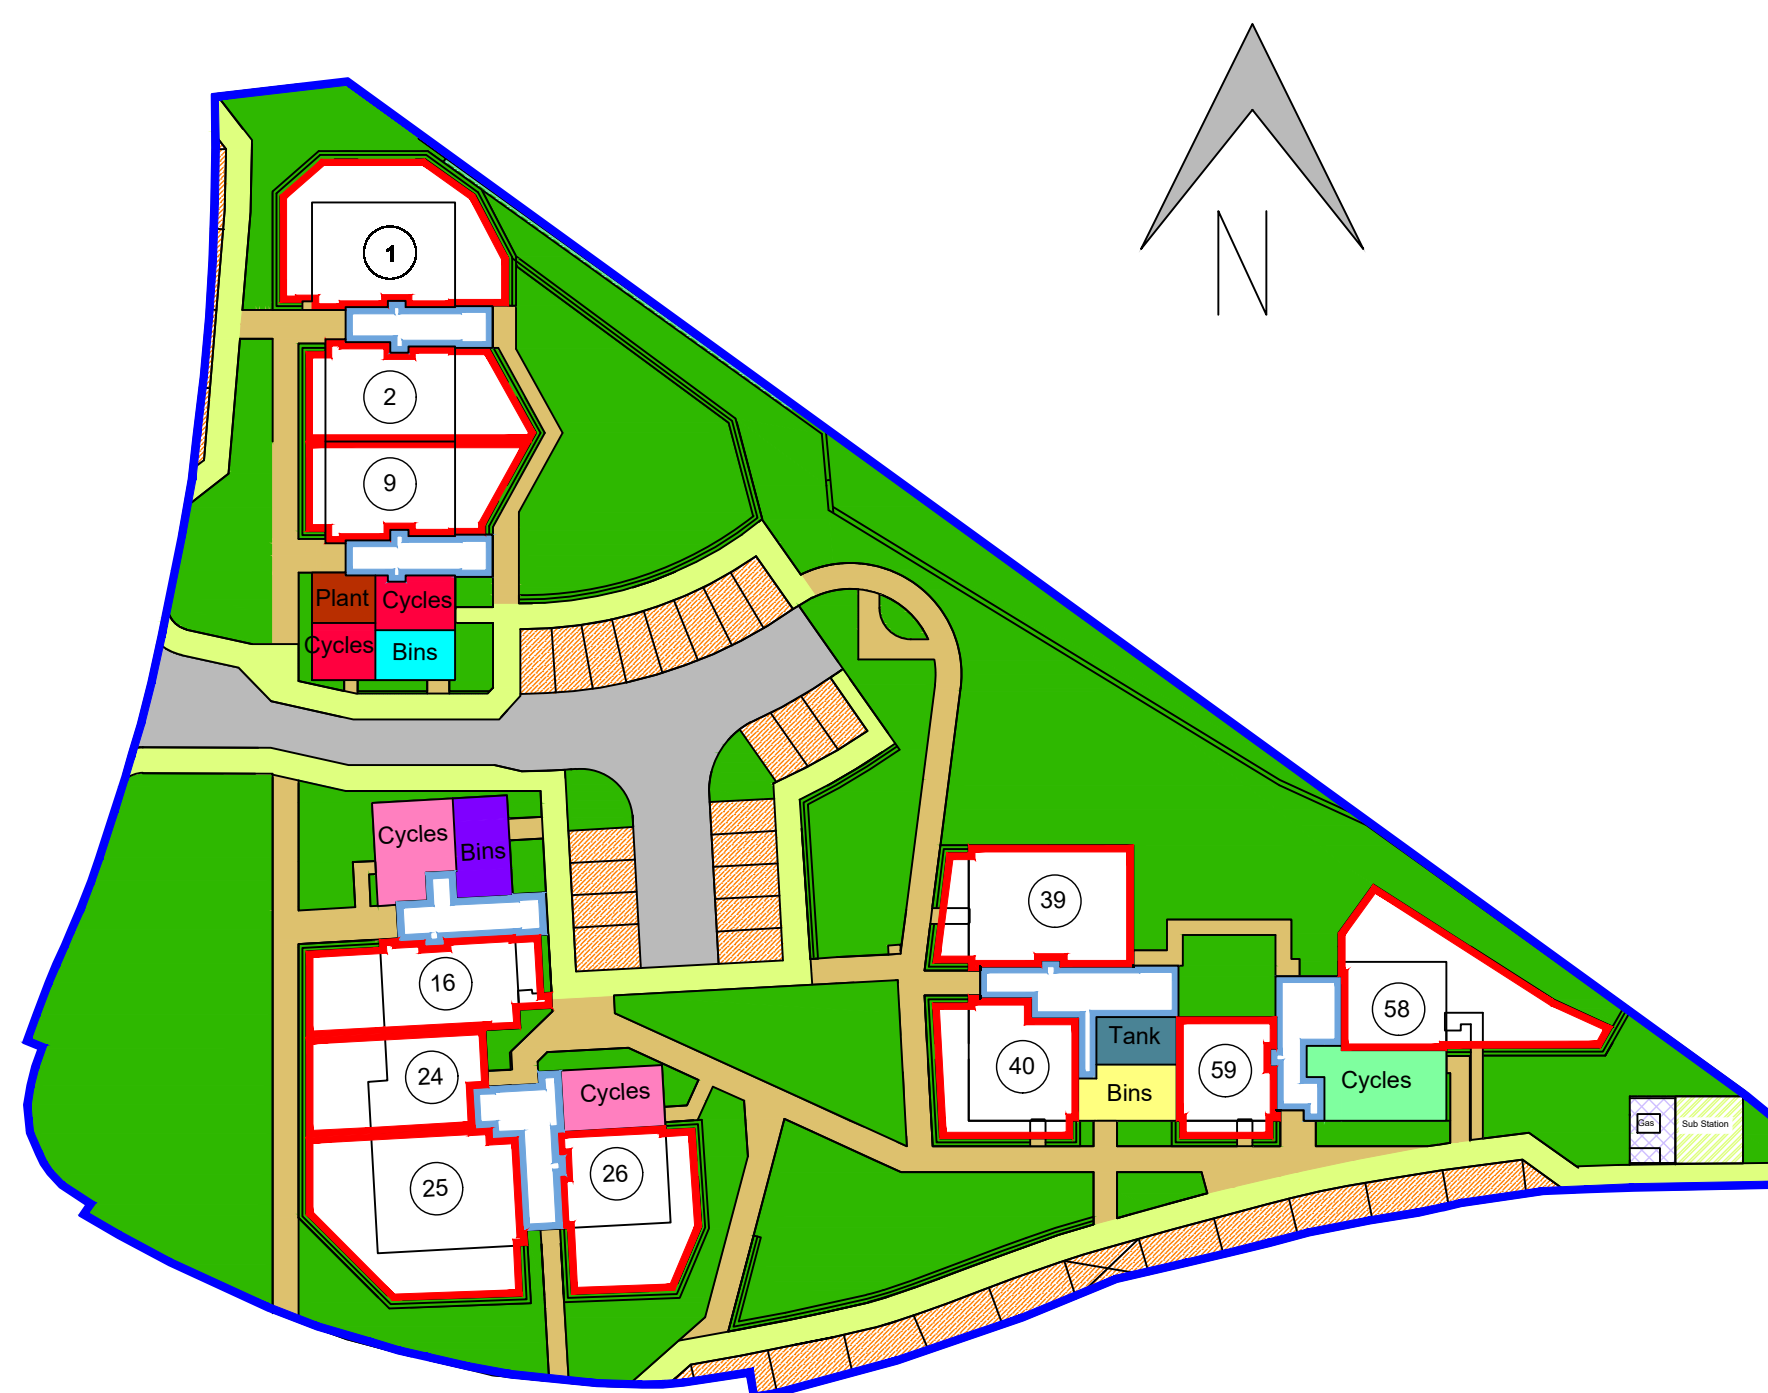 N
1
2
9
Plant
Cycles
Cycles
Bins
Cycles
Bins
39
16
58
Tank
24
40
59
Cycles
Cycles
Bins
Gas
Sub Station
25
26